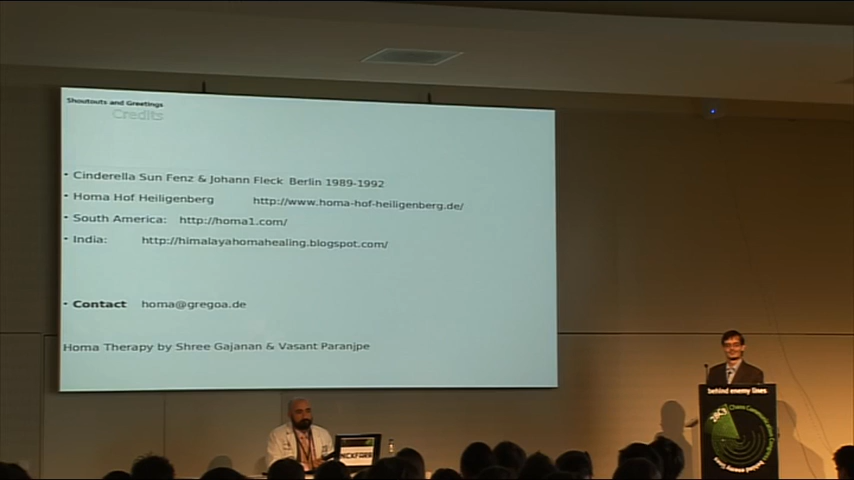 Shoutouts and Greetings
Credits
• Cinderella Sun Fenz & Johann Fleck Berlin 1989-1992
• Homa Hof Heiligenberg http://www.homa-hof-heiligenberg.de/
• South America: http://homa1.com/
• India: http://himalayahomahealing.blogspot.com/
• Contact homa@gregoa.de
Homa Therapy by Shree Gajanan & Vasant Paranjpe
behind enemy lines